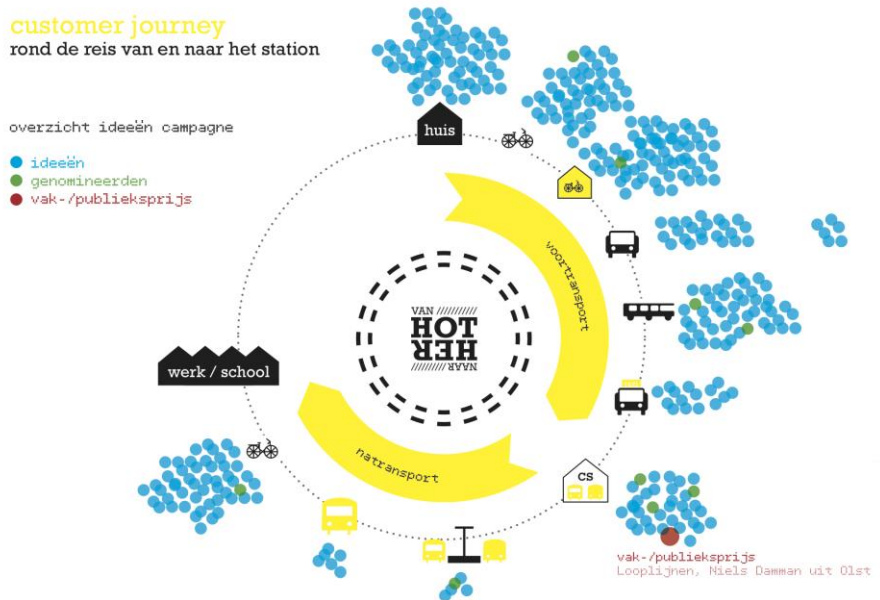 customer journey
rond de reis van en naar het station
overzicht ideeën campagne
ideeën
genomineerden
vak-/publieksprijs
huis
voortransport
VAN //////////
HOT
HER
NAAR //////////
werk / school
natransport
CS
vak-/publieksprijs
Looplijnen, Niels Damman uit Olst